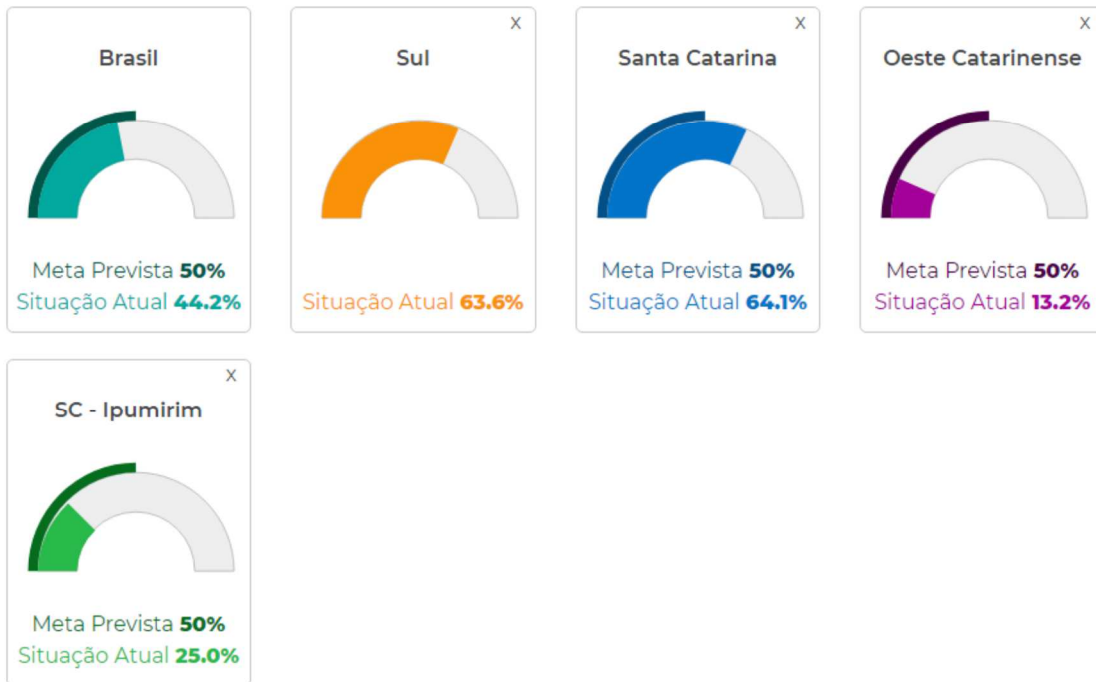 Brasil
Meta Prevista 50%
Situação Atual 44.2%
X
Sul
Situação Atual 63.6%
X
Santa Catarina
Meta Prevista 50%
Situação Atual 64.1%
X
Oeste Catarinense
Meta Prevista 50%
Situação Atual 13.2%
X
SC - Ipumirim
Meta Prevista 50%
Situação Atual 25.0%